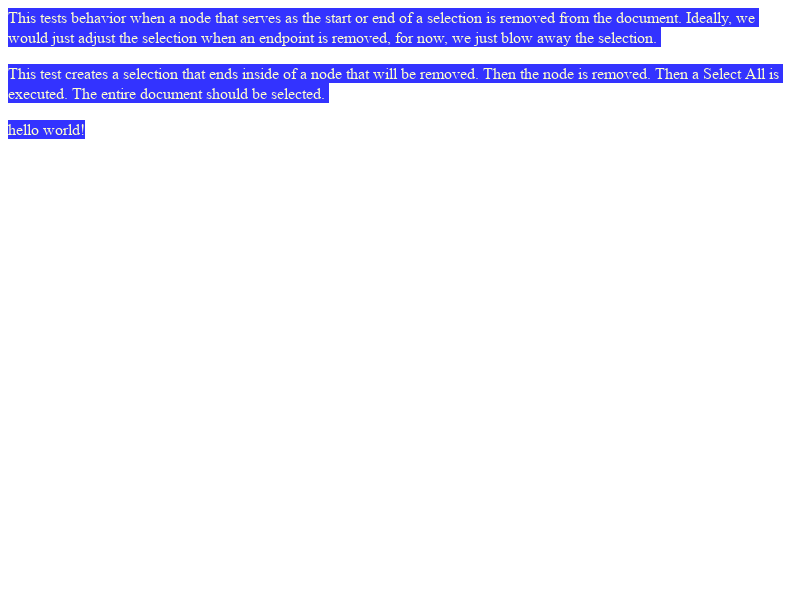 This tests behavior when a node that serves as the start or end of a selection is removed from the document. Ideally, we
would just adjust the selection when an endpoint is removed, for now, we just blow away the selection.
This test creates a selection that ends inside of a node that will be removed. Then the node is removed. Then a Select All is
executed. The entire document should be selected.
hello world!